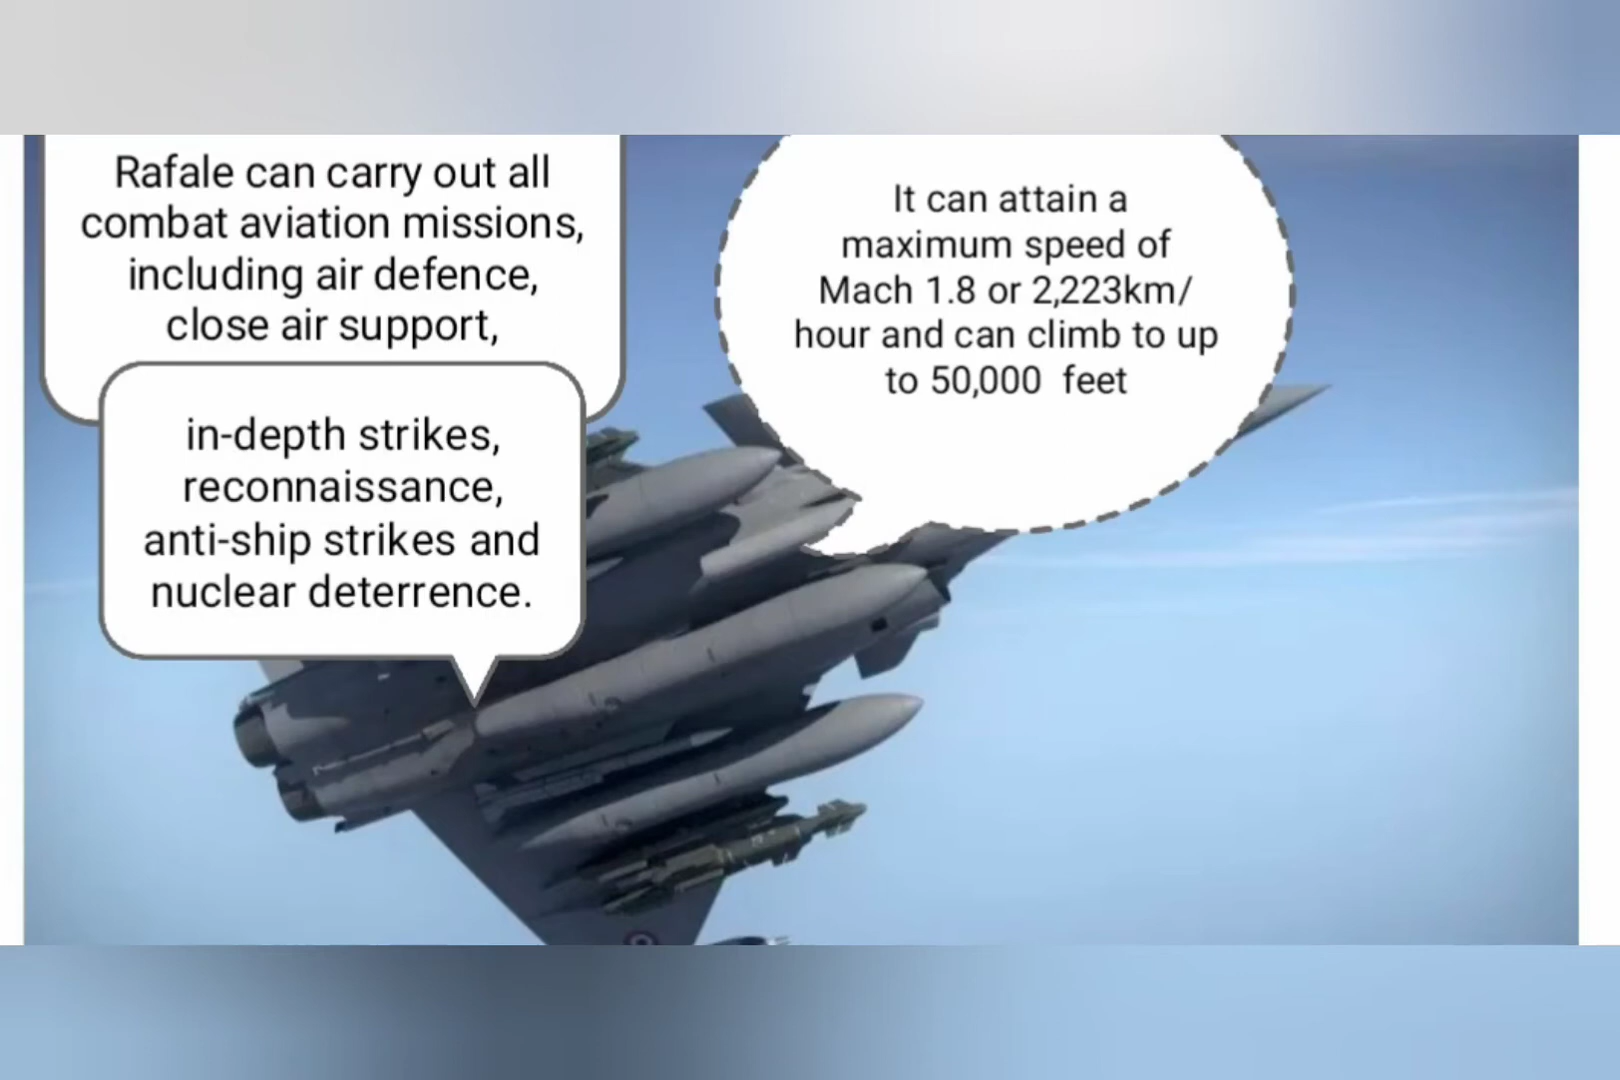 Rafale can carry out all
combat aviation missions,
including air defence,
close air support,
in-depth strikes,
reconnaissance,
anti-ship strikes and
nuclear deterrence.
It can attain a
maximum speed of
Mach 1.8 or 2,223km/
hour and can climb to up
to 50,000 feet